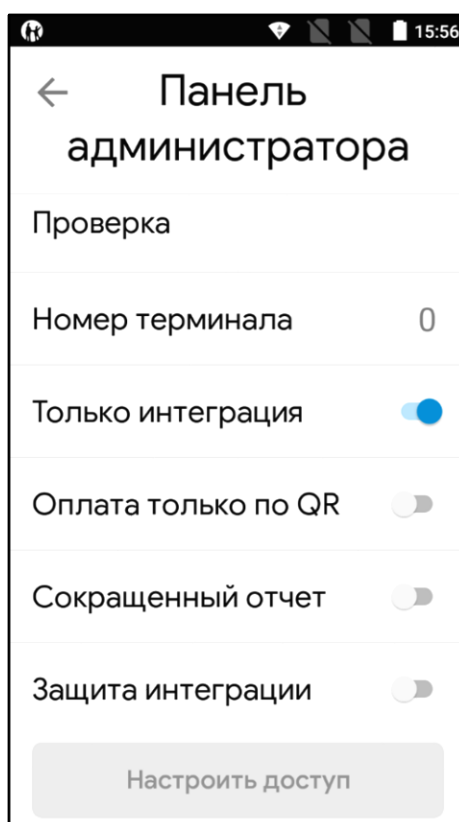 15:56
Панель
администратора
Проверка
Номер терминала 0
Только интеграция
Оплата только по QR
Сокращенный отчет
Защита интеграции
Настроить доступ